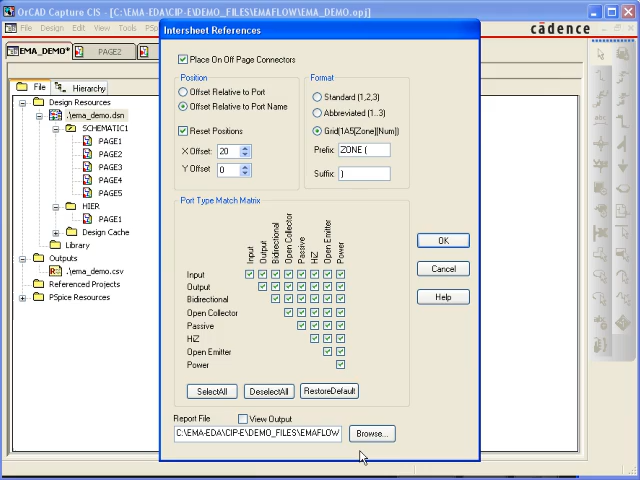 OrCAD Capture CIS - [C:\EMA-EDA\CIP-E\DEMO_FILES\EMAFLOW\EMA_DEMO.opj]
File Design Edit View Tools
cādence
EMA_DEMO*
PAGE2
File
Hierarchy
Design Resources
.\ema_demo.dsn
SCHEMATIC1
PAGE1
PAGE2
PAGE3
PAGE4
PAGE5
HIER
PAGE1
Design Cache
Library
Outputs
.\ema_demo.csv
Referenced Projects
PSpice Resources
Intersheet References
Place On Off Page Connectors
Position
Offset Relative to Port
Offset Relative to Port Name
Reset Positions
X Offset: 20
Y Offset 0
Format
Standard (1,2,3)
Abbreviated (1...3)
Grid(1A5[Zone][Num])
Prefix: ZONE (
Suffix: )
Port Type Match Matrix
Input
Output
Bidirectional
Open Collector
Passive
HiZ
Open Emitter
Power
Input
Output
Bidirectional
Open Collector
Passive
HiZ
Open Emitter
Power
SelectAll
DeselectAll
RestoreDefault
OK
Cancel
Help
Report File
View Output
C:\EMA-EDA\CIP-E\DEMO_FILES\EMAFLOW
Browse...